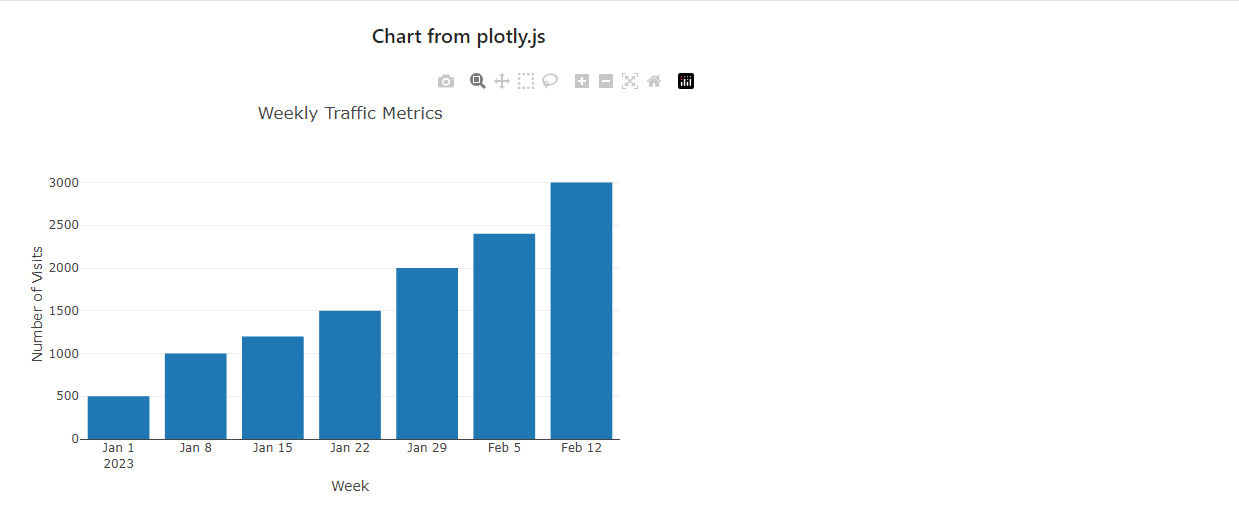 Chart from plotly.js
Weekly Traffic Metrics
3000
2500
2000
1500
1000
500
0
Number of Visits
Jan 1 Jan 8 Jan 15 Jan 22 Jan 29 Feb 5 Feb 12
2023
Week